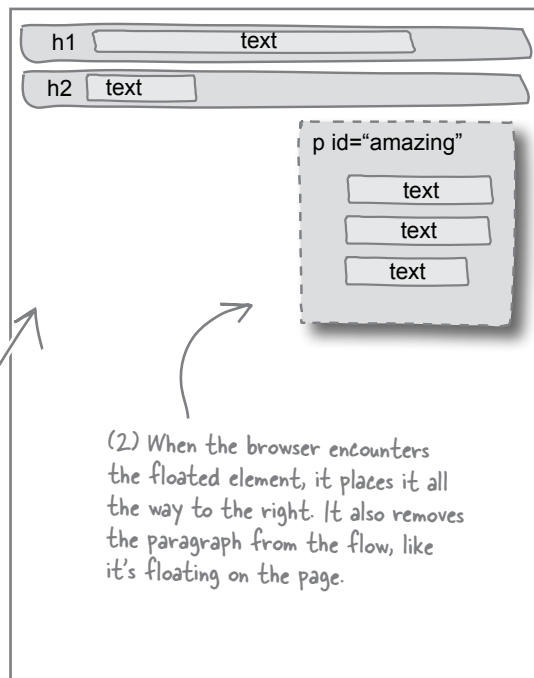 h1 text
h2 text
p id=“amazing”
text
text
text
(2) When the browser encounters
the floated element, it places it all
the way to the right. It also removes
the paragraph from the flow, like
it’s floating on the page.